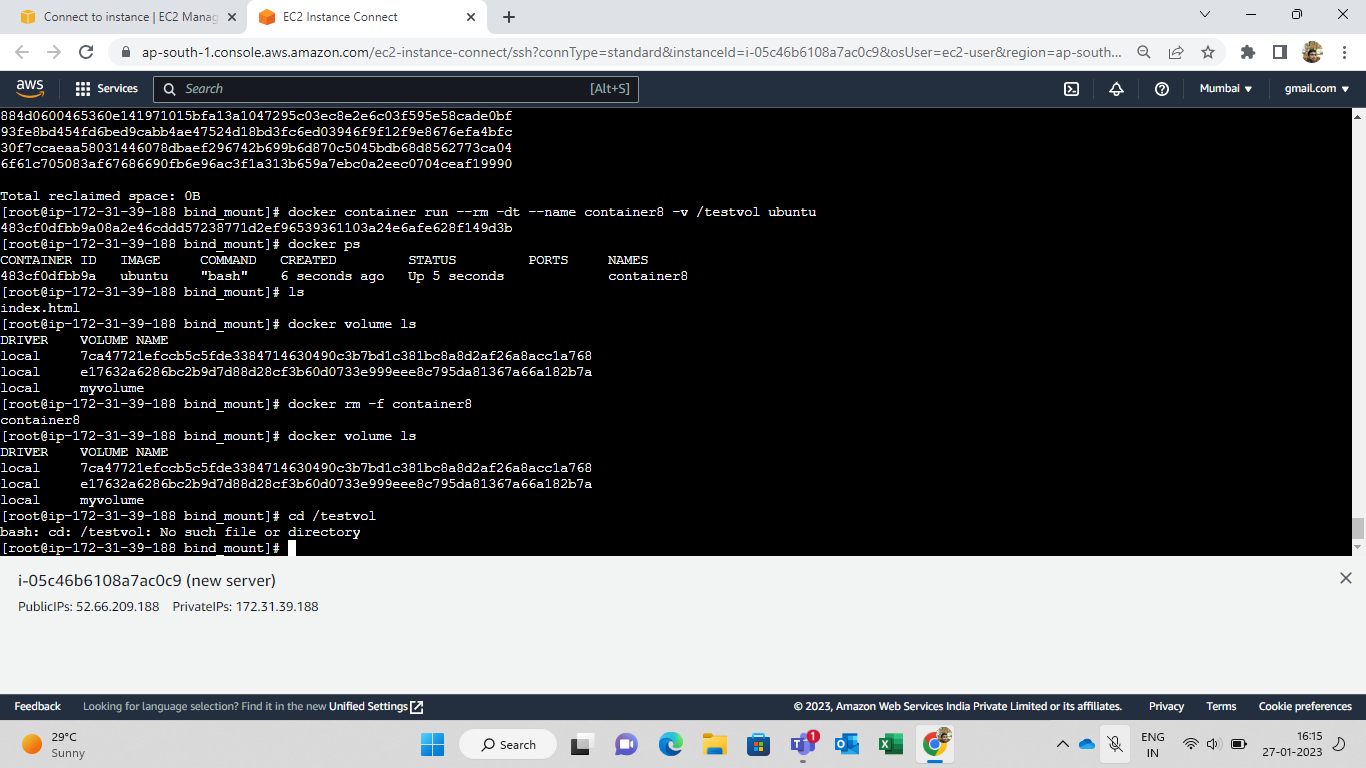 Connect to instance | EC2 Manag
EC2 Instance Connect
ap-south-1.console.aws.amazon.com/ec2-instance-connect/ssh?connType=standard&instanceId=i-05c46b6108a7ac0c9&osUser=ec2-user&region=ap-south...
aws
Services
Search
[Alt+S]
Mumbai
gmail.com
884d0600465360e141971015bfa13a1047295c03ec8e2e6c03f595e58cade0bf
93fe8bd454fd6bed9cabb4ae47524d18bd3fc6ed03946f9f12f9e8676efa4bfc
30f7ccaeaa58031446078dbaef296742b699b6d870c5045bdb68d8562773ca04
6f61c705083af67686690fb6e96ac3f1a313b659a7ebc0a2eec0704ceaf19990
Total reclaimed space: 0B
[root@ip-172-31-39-188 bind_mount]# docker container run --rm -dt --name container8 -v /testvol ubuntu
483cf0dfbb9a08a2e46cddd57238771d2ef96539361103a24e6afe628f149d3b
[root@ip-172-31-39-188 bind_mount]# docker ps
CONTAINER ID   IMAGE     COMMAND   CREATED         STATUS         PORTS     NAMES
483cf0dfbb9a   ubuntu    "bash"    6 seconds ago   Up 5 seconds             container8
[root@ip-172-31-39-188 bind_mount]# ls
index.html
[root@ip-172-31-39-188 bind_mount]# docker volume ls
DRIVER    VOLUME NAME
local     7ca47721efccb5c5fde3384714630490c3b7bd1c381bc8a8d2af26a8acc1a768
local     e17632a6286bc2b9d7d88d28cf3b60d0733e999eee8c795da81367a66a182b7a
local     myvolume
[root@ip-172-31-39-188 bind_mount]# docker rm -f container8
container8
[root@ip-172-31-39-188 bind_mount]# docker volume ls
DRIVER    VOLUME NAME
local     7ca47721efccb5c5fde3384714630490c3b7bd1c381bc8a8d2af26a8acc1a768
local     e17632a6286bc2b9d7d88d28cf3b60d0733e999eee8c795da81367a66a182b7a
local     myvolume
[root@ip-172-31-39-188 bind_mount]# cd /testvol
bash: cd: /testvol: No such file or directory
[root@ip-172-31-39-188 bind_mount]#
i-05c46b6108a7ac0c9 (new server)
PublicIPs: 52.66.209.188    PrivateIPs: 172.31.39.188
Feedback
Looking for language selection? Find it in the new Unified Settings
© 2023, Amazon Web Services India Private Limited or its affiliates.
Privacy
Terms
Cookie preferences
29°C
Sunny
Search
1
ENG
IN
16:15
27-01-2023